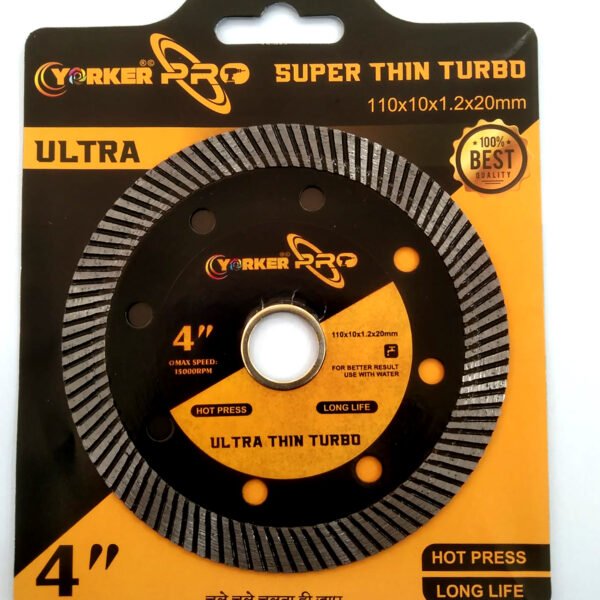 YORKER PRO
SUPER THIN TURBO
110x10x1.2x20mm
ULTRA
100%
BEST
QUALITY
YORKER PRO
4"
MAX SPEED:
15000RPM
110x10x1.2x20mm
FOR BETTER RESULT
USE WITH WATER
HOT PRESS
LONG LIFE
ULTRA THIN TURBO
4"
HOT PRESS
LONG LIFE